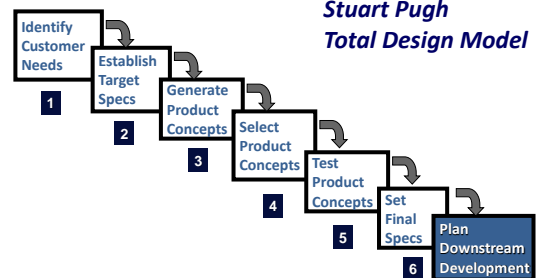 Stuart Pugh
Total Design Model
Identify
Customer
Needs
1
Establish
Target
Specs
2
Generate
Product
Concepts
3
Select
Product
Concepts
4
Test
Product
Concepts
5
Set
Final
Specs
6
Plan
Downstream
Development